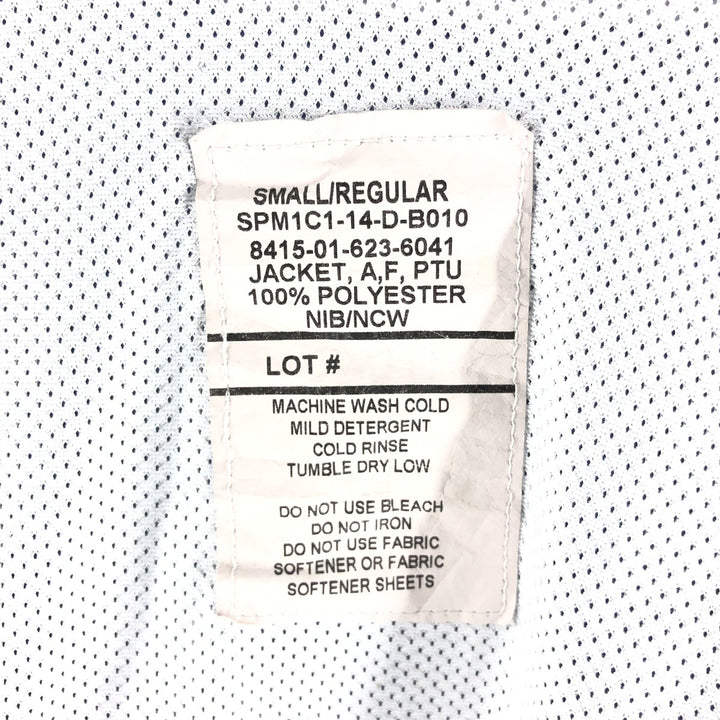 SMALL/REGULAR
SPM1C1-14-D-B010
8415-01-623-6041
JACKET, A,F, PTU
100% POLYESTER
NIB/NCW
LOT #
MACHINE WASH COLD
MILD DETERGENT
COLD RINSE
TUMBLE DRY LOW
DO NOT USE BLEACH
DO NOT IRON
DO NOT USE FABRIC
SOFTENER OR FABRIC
SOFTENER SHEETS